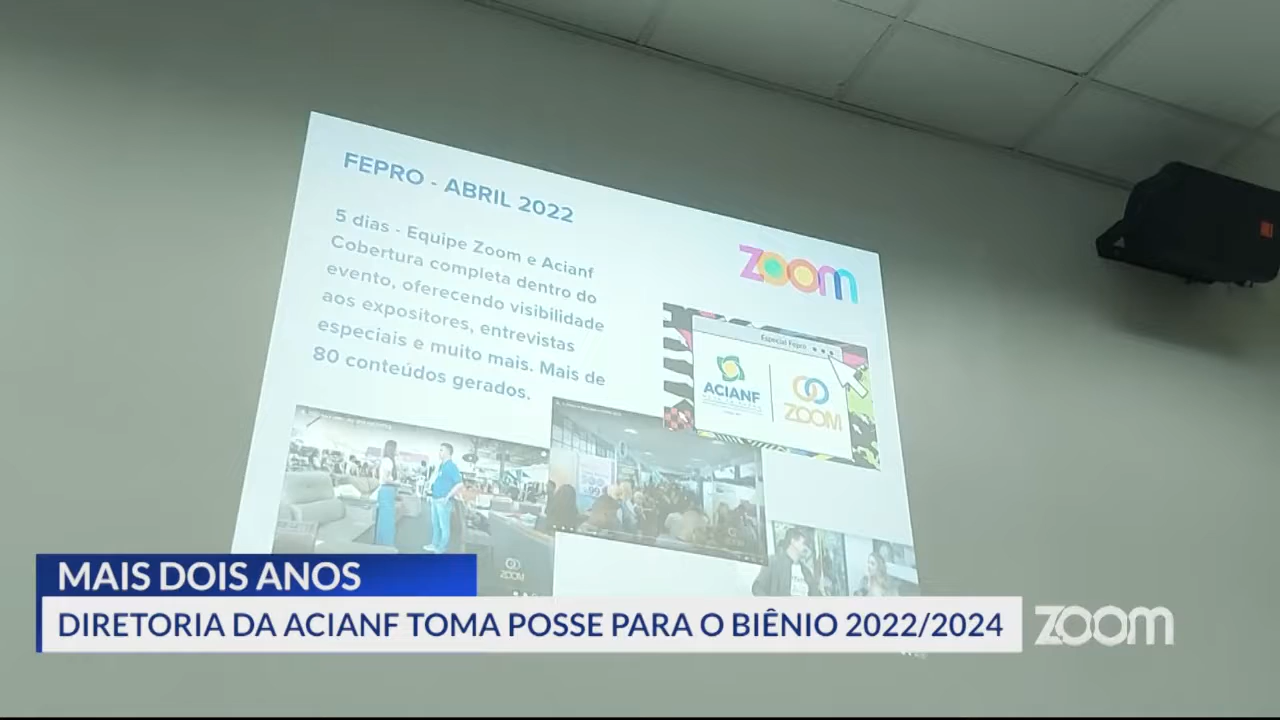 FEPRO - ABRIL 2022
5 dias - Equipe Zoom e Acianf
Cobertura completa dentro do
evento, oferecendo visibilidade
aos expositores, entrevistas
especiais e muito mais. Mais de
80 conteúdos gerados.
zoom
Especial Fepro
ACIANF
ZOOM
ZOOM
MAIS DOIS ANOS
DIRETORIA DA ACIANF TOMA POSSE PARA O BIÊNIO 2022/2024
zoom